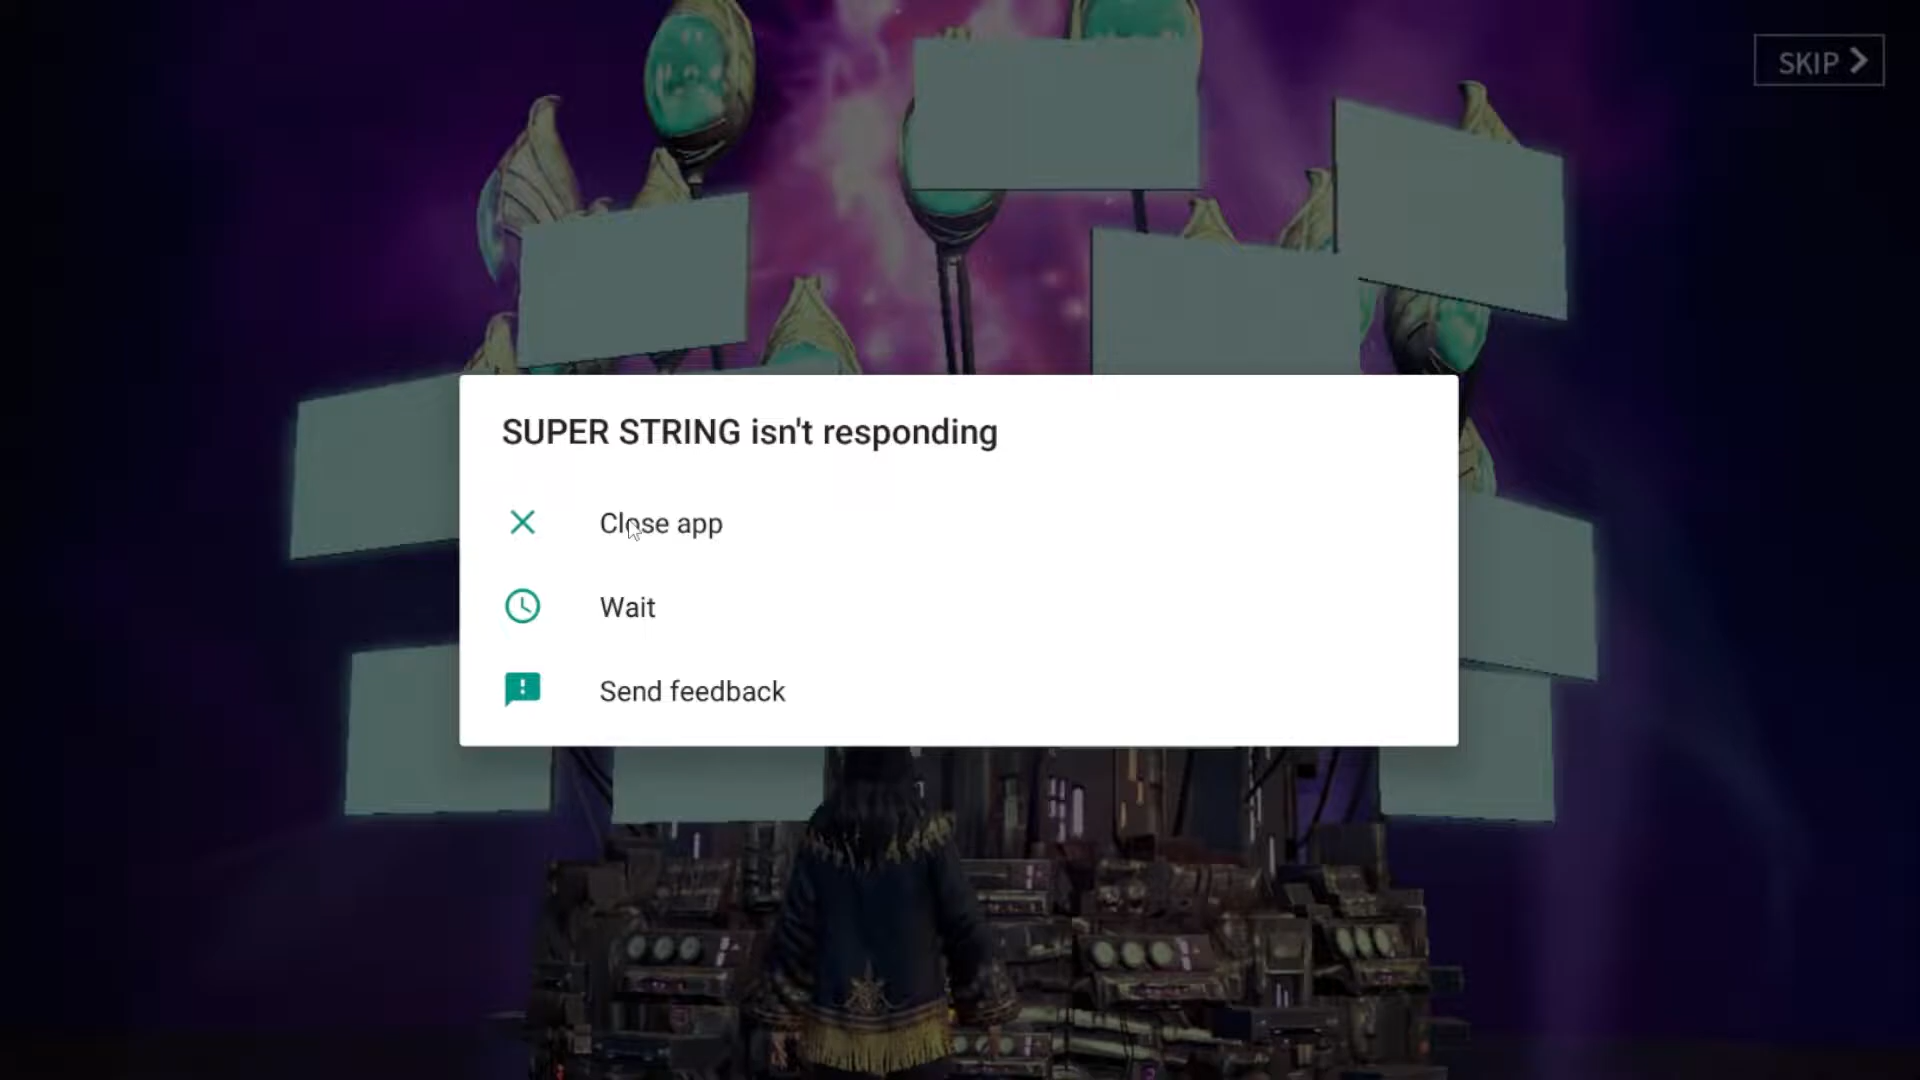 SKIP
SUPER STRING isn't responding
Close app
Wait
Send feedback